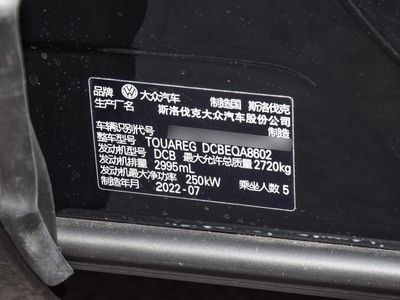 品牌 大众汽车 制造国 斯洛伐克
生产厂名 斯洛伐克大众汽车股份公司
制造
车辆识别代号
整车型号 TOUAREG DCBEQA8602
发动机型号 DCB 最大允许总质量 2720kg
发动机排量 2995mL
发动机最大净功率 250kW 乘坐人数 5
制造年月 2022-07